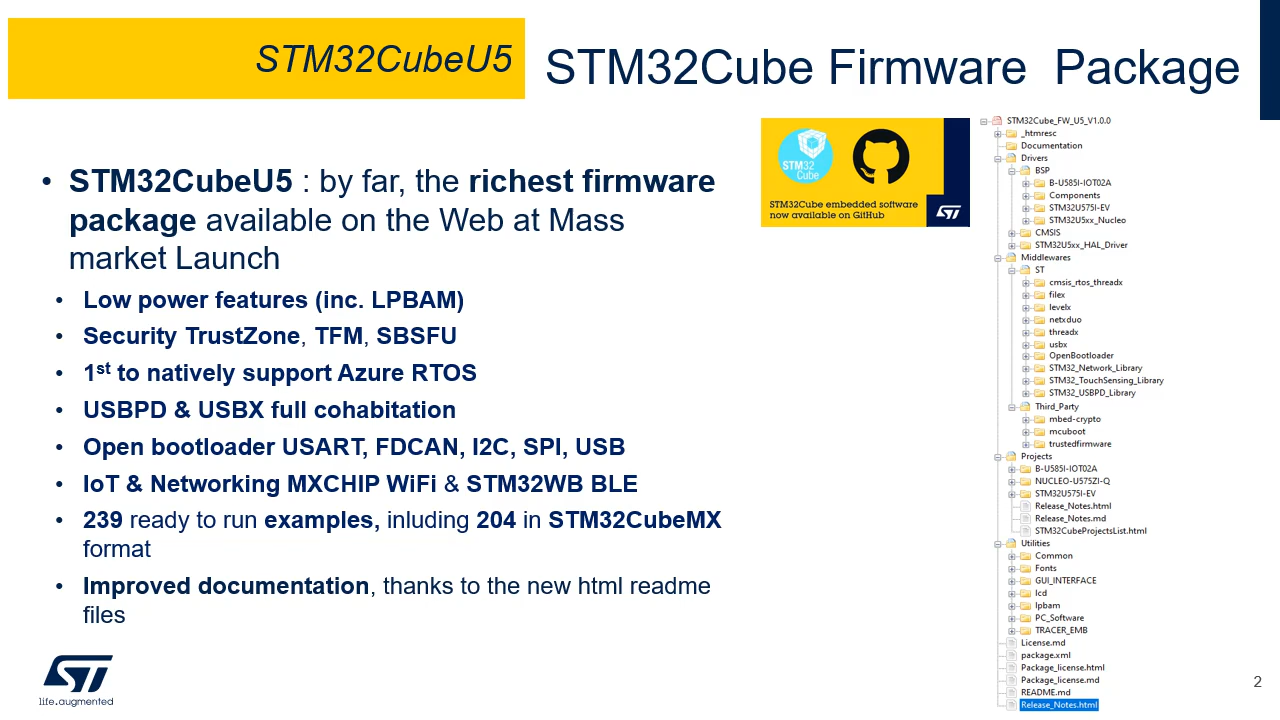 STM32CubeU5
STM32Cube Firmware Package
• STM32CubeU5 : by far, the richest firmware
package available on the Web at Mass
market Launch
• Low power features (inc. LPBAM)
• Security TrustZone, TFM, SBSFU
• 1st to natively support Azure RTOS
• USBPD & USBX full cohabitation
• Open bootloader USART, FDCAN, I2C, SPI, USB
• IoT & Networking MXCHIP WiFi & STM32WB BLE
• 239 ready to run examples, inluding 204 in STM32CubeMX
format
• Improved documentation, thanks to the new html readme
files
STM32
Cube
STM32Cube embedded software
now available on GitHub
ST
STM32Cube_FW_U5_V1.0.0
_htmresc
Documentation
Drivers
BSP
B-U585I-IOT02A
Components
STM32U575I-EV
STM32U5xx_Nucleo
CMSIS
STM32U5xx_HAL_Driver
Middlewares
ST
cmsis_rtos_threadx
filex
levelx
netxduo
threadx
usbx
OpenBootloader
STM32_Network_Library
STM32_TouchSensing_Library
STM32_USBPD_Library
Third_Party
mbed-crypto
mcuboot
trustedfirmware
Projects
B-U585I-IOT02A
NUCLEO-U575ZI-Q
STM32U575I-EV
Release_Notes.html
Release_Notes.md
STM32CubeProjectsList.html
Utilities
Common
Fonts
GUI_INTERFACE
lcd
lpbam
PC_Software
TRACER_EMB
License.md
package.xml
Package_license.html
Package_license.md
README.md
Release_Notes.html
ST
life.augmented
2